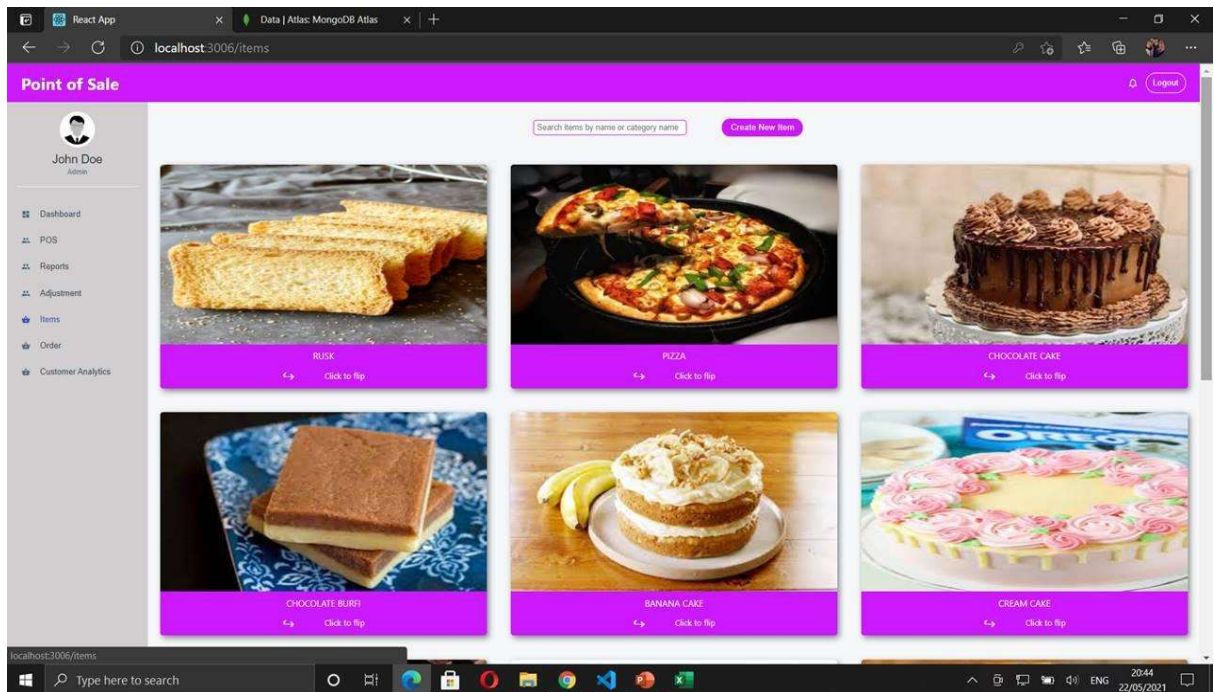 React App
Data | Atlas: MongoDB Atlas
localhost:3006/items
Point of Sale
Logout
John Doe
Admin
Dashboard
POS
Reports
Adjustment
Items
Order
Customer Analytics
Search items by name or category name
Create New Item
RUSK
Click to flip
PIZZA
Click to flip
CHOCOLATE CAKE
Click to flip
OREO
CHOCOLATE BURFI
Click to flip
BANANA CAKE
Click to flip
CREAM CAKE
Click to flip
localhost:3006/items
Type here to search
ENG
20:44
22/05/2021